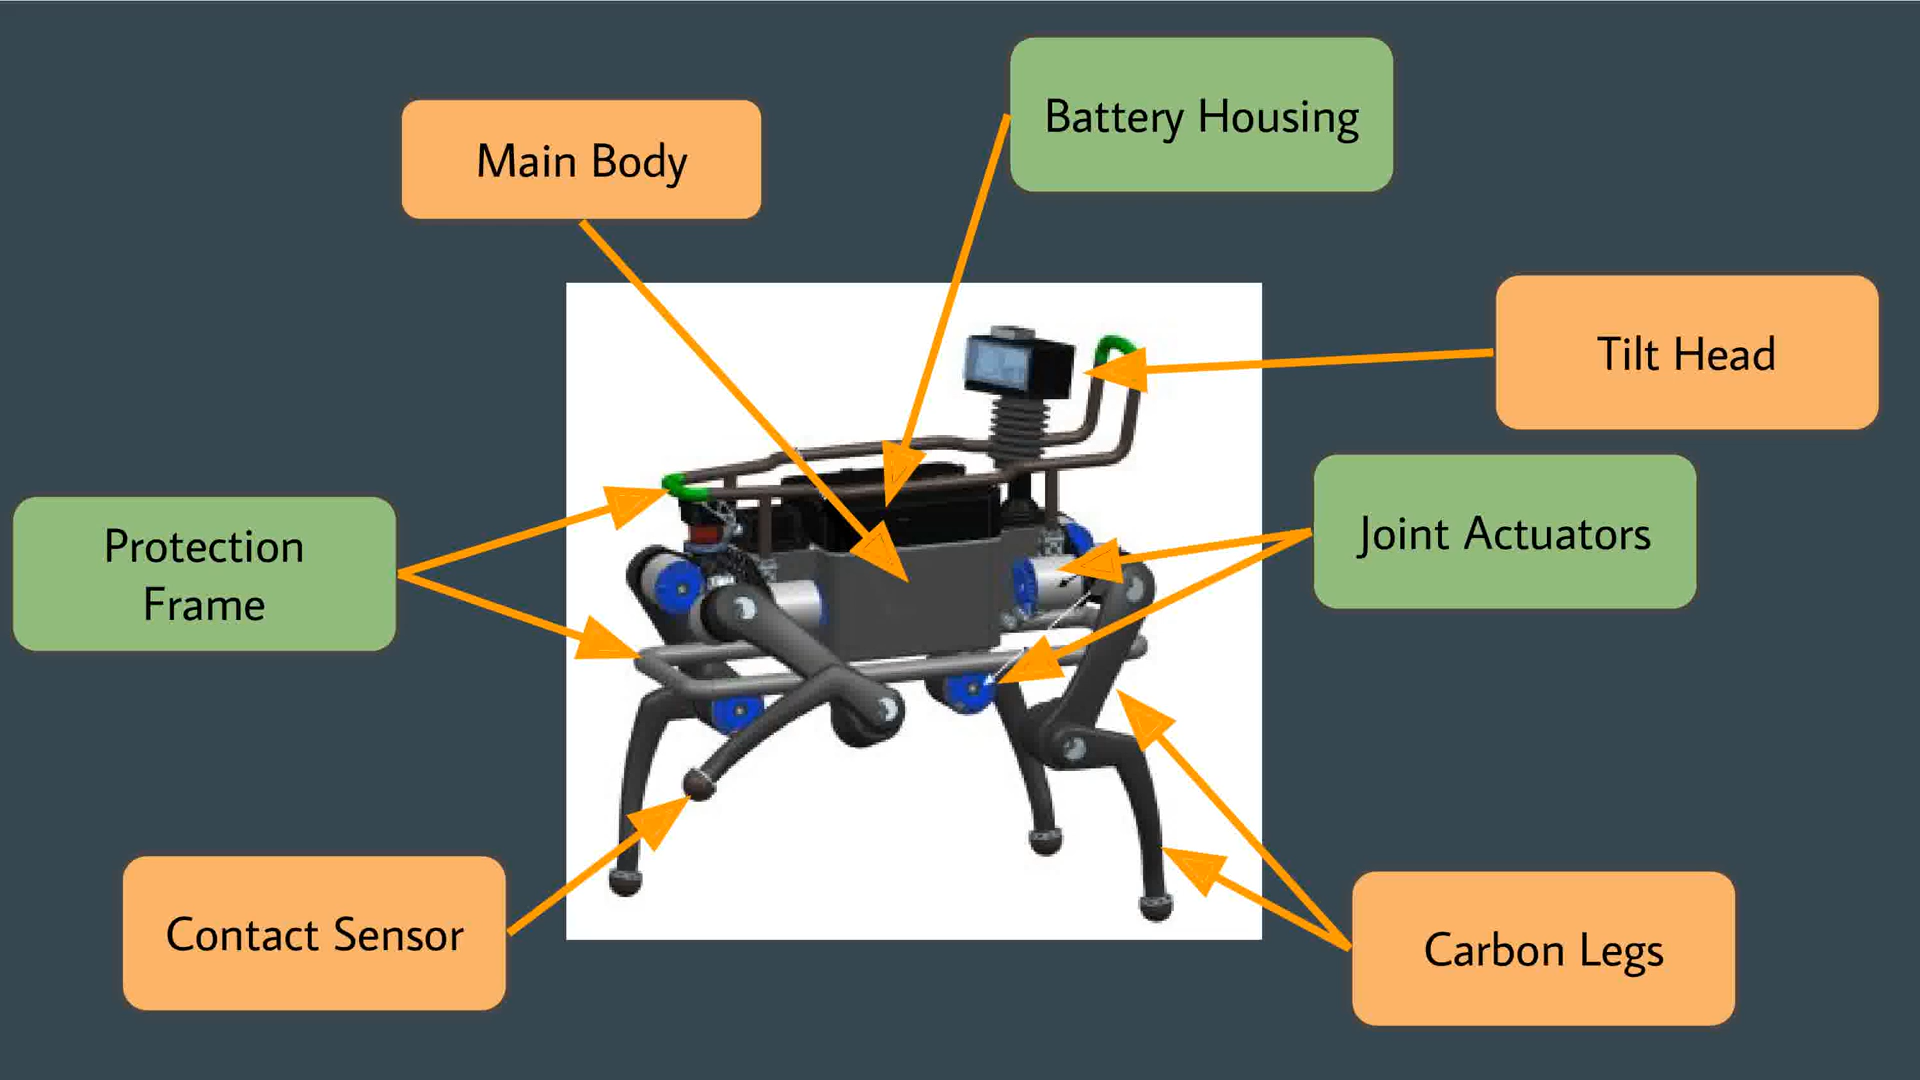 Battery Housing
Main Body
Tilt Head
Joint Actuators
Protection
Frame
Contact Sensor
Carbon Legs